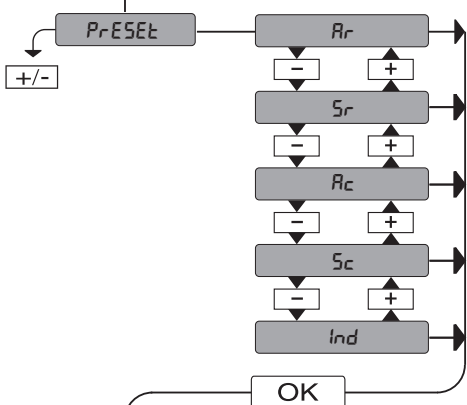 PrESEt Ar
+/- - +
Sr
- +
Ac
- +
Sc
- +
Ind
OK